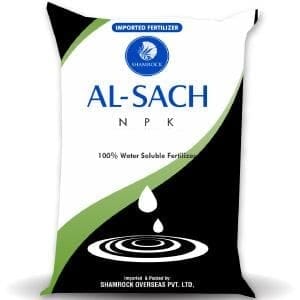 IMPORTED FERTILIZER
SHAMROCK
AL-SACH
N P K
100% Water Soluble Fertilizer
Imported & Packed by:
SHAMROCK OVERSEAS PVT. LTD.